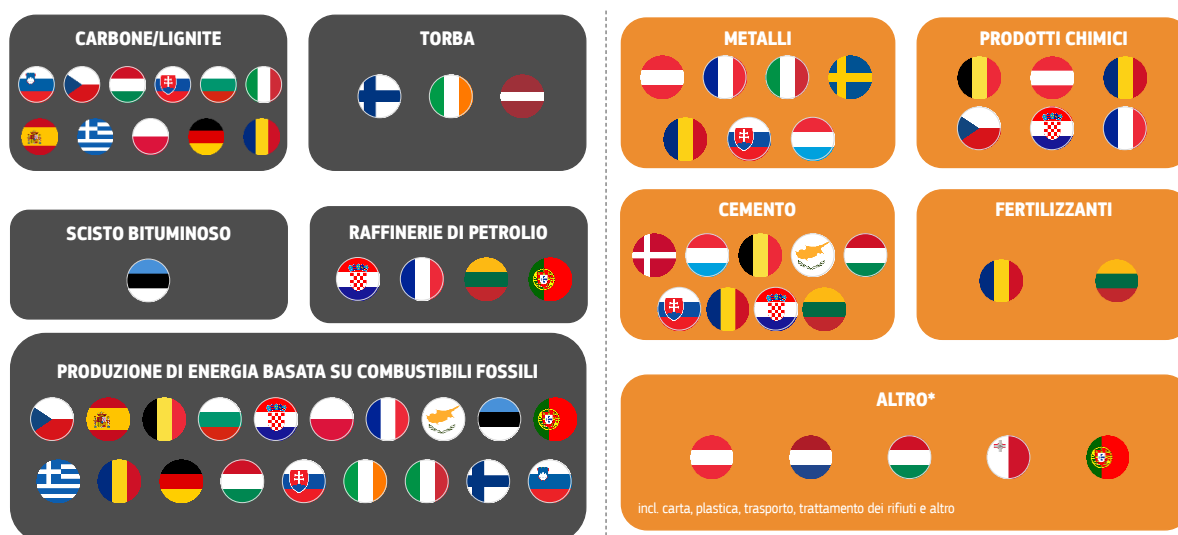 CARBONE/LIGNITE
TORBA
METALLI
PRODOTTI CHIMICI
SCISTO BITUMINOSO
RAFFINERIE DI PETROLIO
CEMENTO
FERTILIZZANTI
PRODUZIONE DI ENERGIA BASATA SU COMBUSTIBILI FOSSILI
ALTRO*
incl. carta, plastica, trasporto, trattamento dei rifiuti e altro